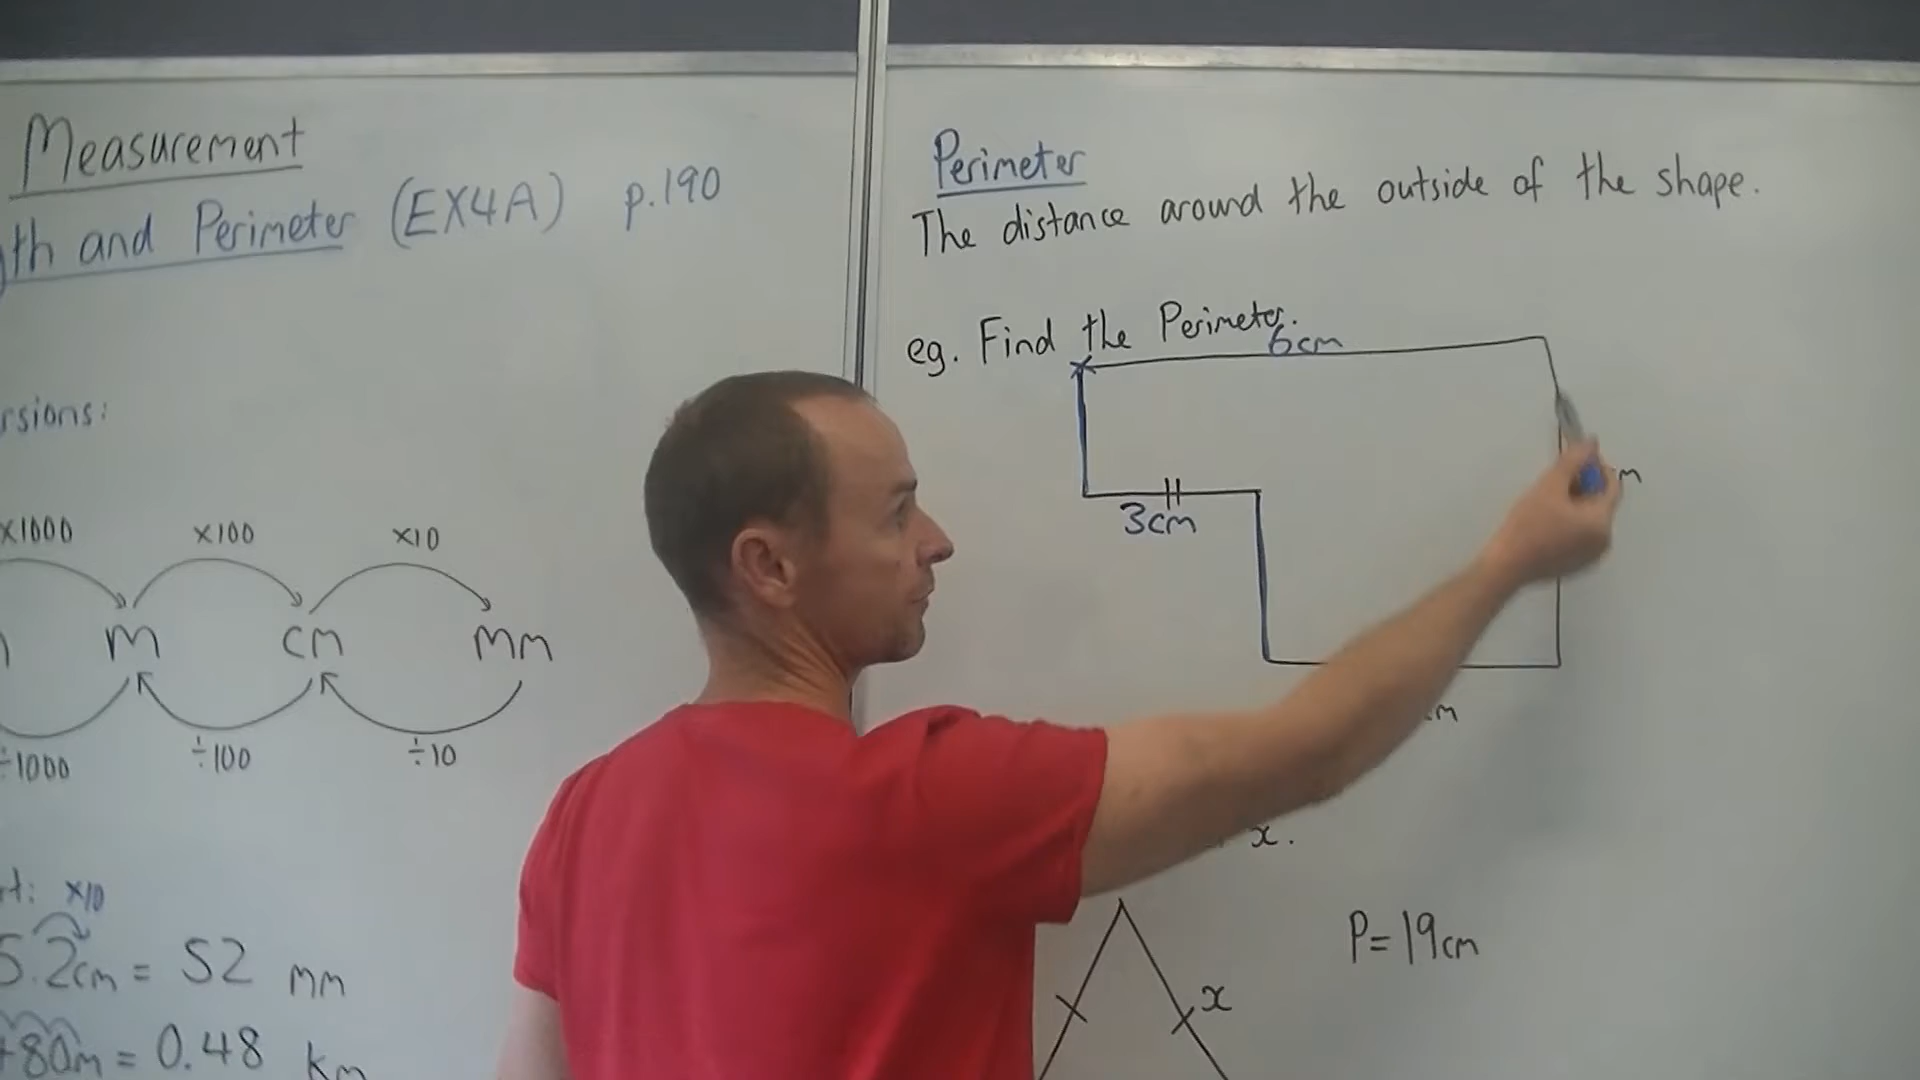 Measurement
th and Perimeter (EX4A) p.190
rsions:
x1000 x100 x10
m cm mm
÷1000 ÷100 ÷10
x10
5.2cm = 52 mm
80m = 0.48 km
Perimeter
The distance around the outside of the shape.
eg. Find the Perimeter.
6cm
m
3cm
m
x.
P=19cm
x